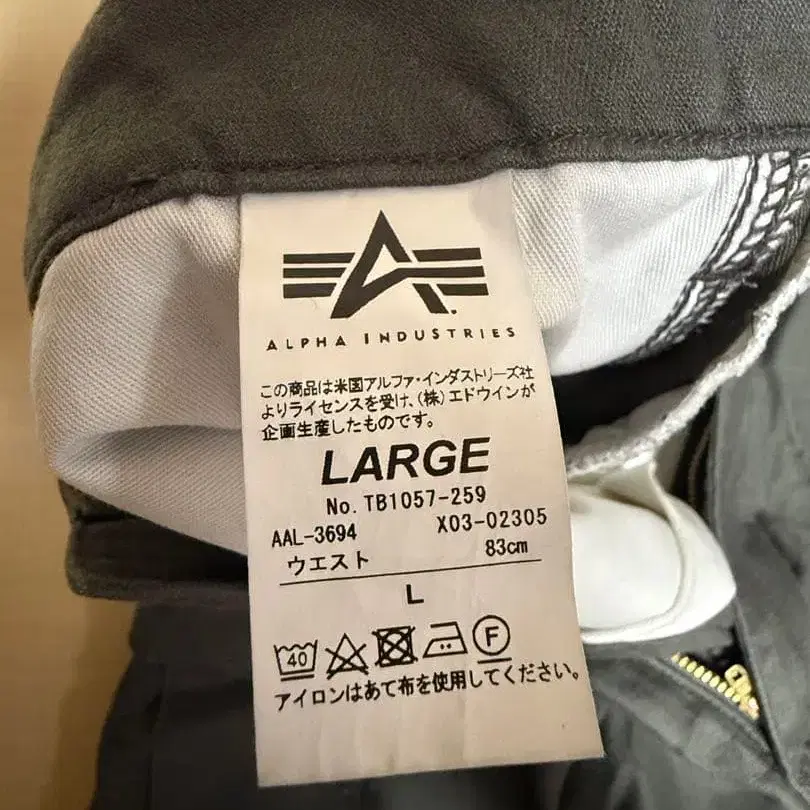 ALPHA INDUSTRIES
この商品は米国アルファ・インダストリーズ社
よりライセンスを受け、(株)エドウインが
企画生産したものです。
LARGE
No. TB1057-259
AAL-3694 X03-02305
ウエスト 83cm
L
40 F
アイロンはあて布を使用してください。